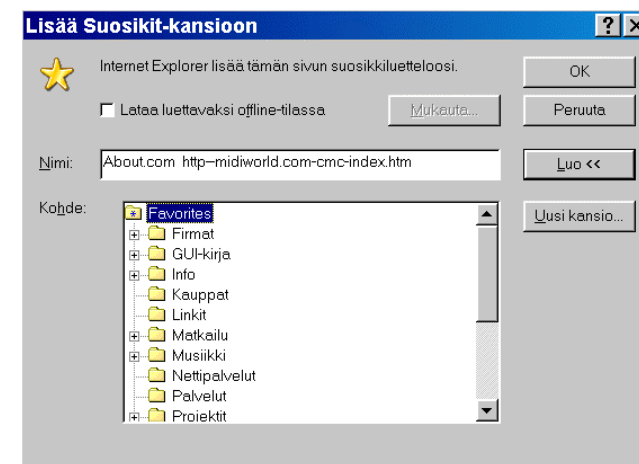 Lisää Suosikit-kansioon
Internet Explorer lisää tämän sivun suosikkiluetteloosi.
OK
Lataa luettavaksi offline-tilassa
Mukauta...
Peruuta
Nimi:
About.com http--midiworld.com-cmc-index.htm
Luo <<
Kohde:
Favorites
Uusi kansio...
Firmat
GUI-kirja
Info
Kauppat
Linkit
Matkailu
Musiikki
Nettipalvelut
Palvelut
Projektit